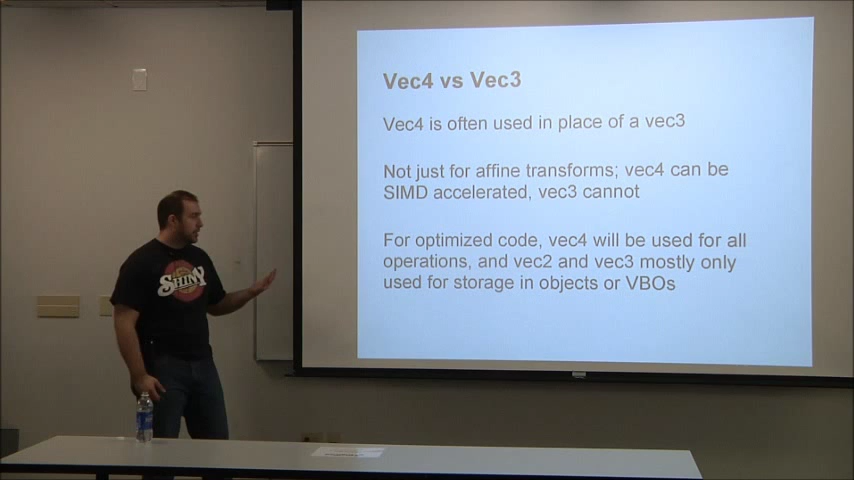 Vec4 vs Vec3
Vec4 is often used in place of a vec3
Not just for affine transforms; vec4 can be
SIMD accelerated, vec3 cannot
For optimized code, vec4 will be used for all
operations, and vec2 and vec3 mostly only
used for storage in objects or VBOs
SHINY